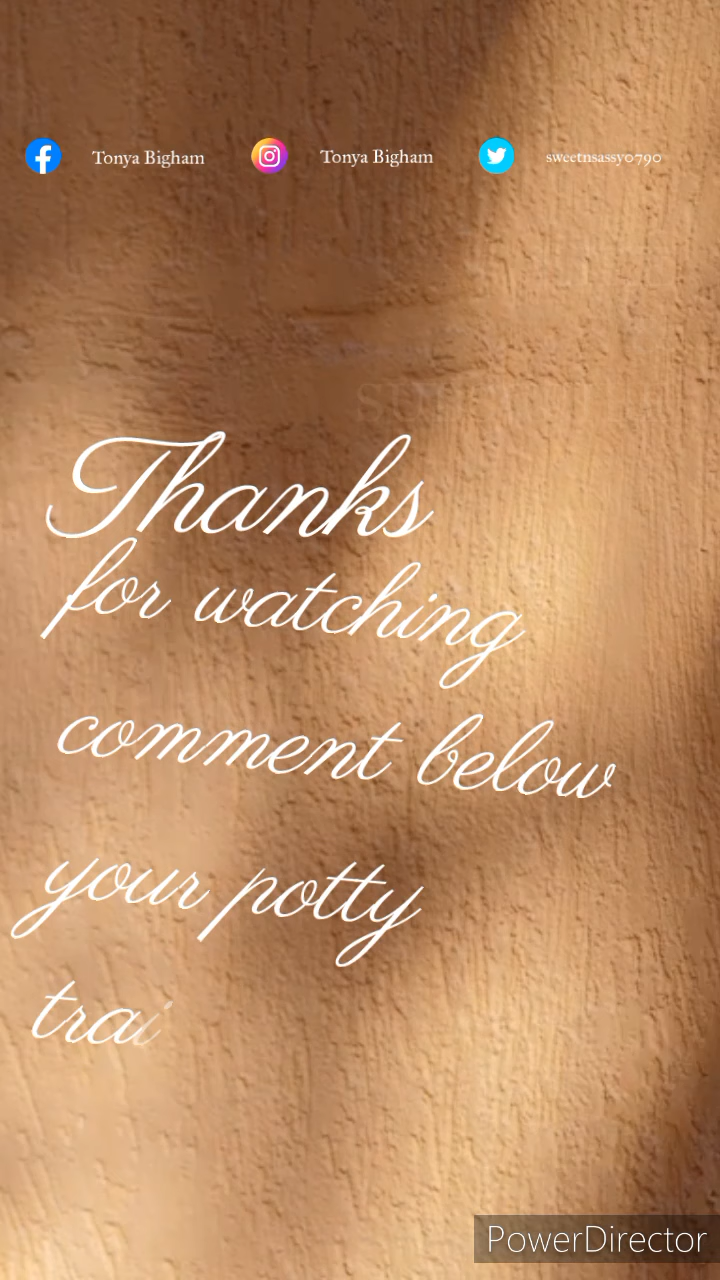 Tonya Bigham Tonya Bigham sweetnsassy0790
Thanks
for watching
comment below
your potty
trai
PowerDirector